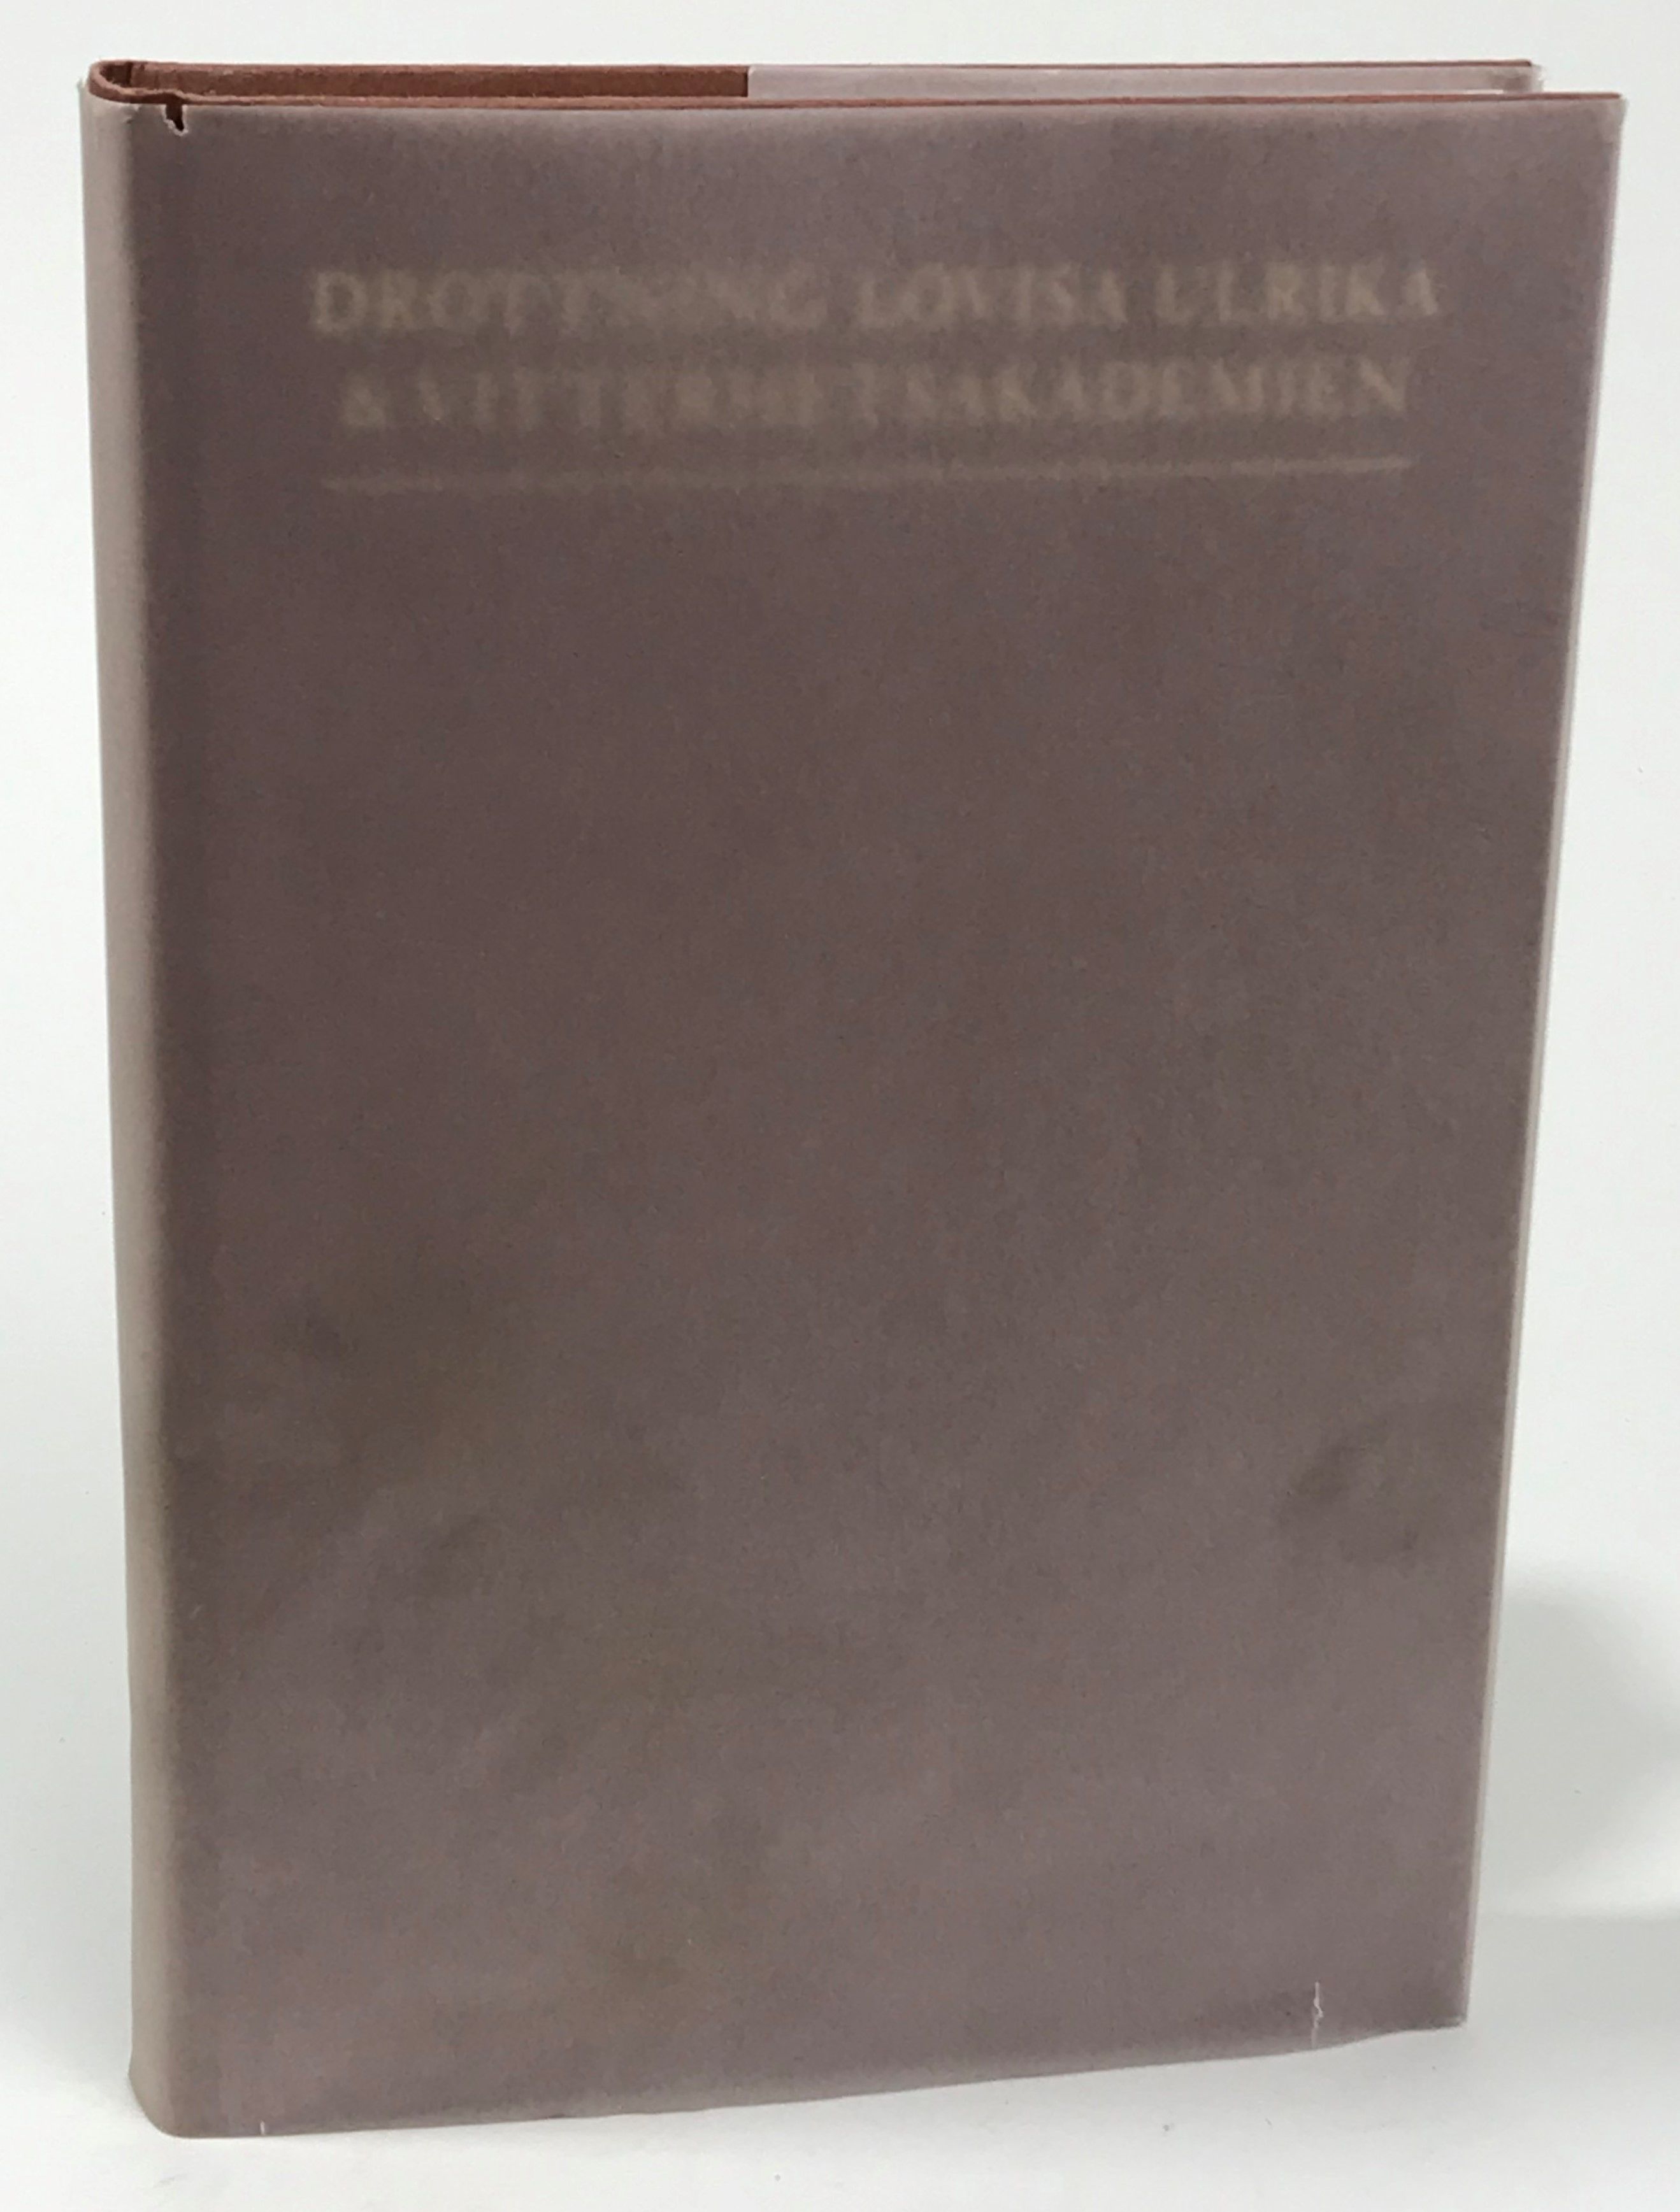 DROTTNING LOVISA ULRIKA
& VITTERHETSAKADEMIEN